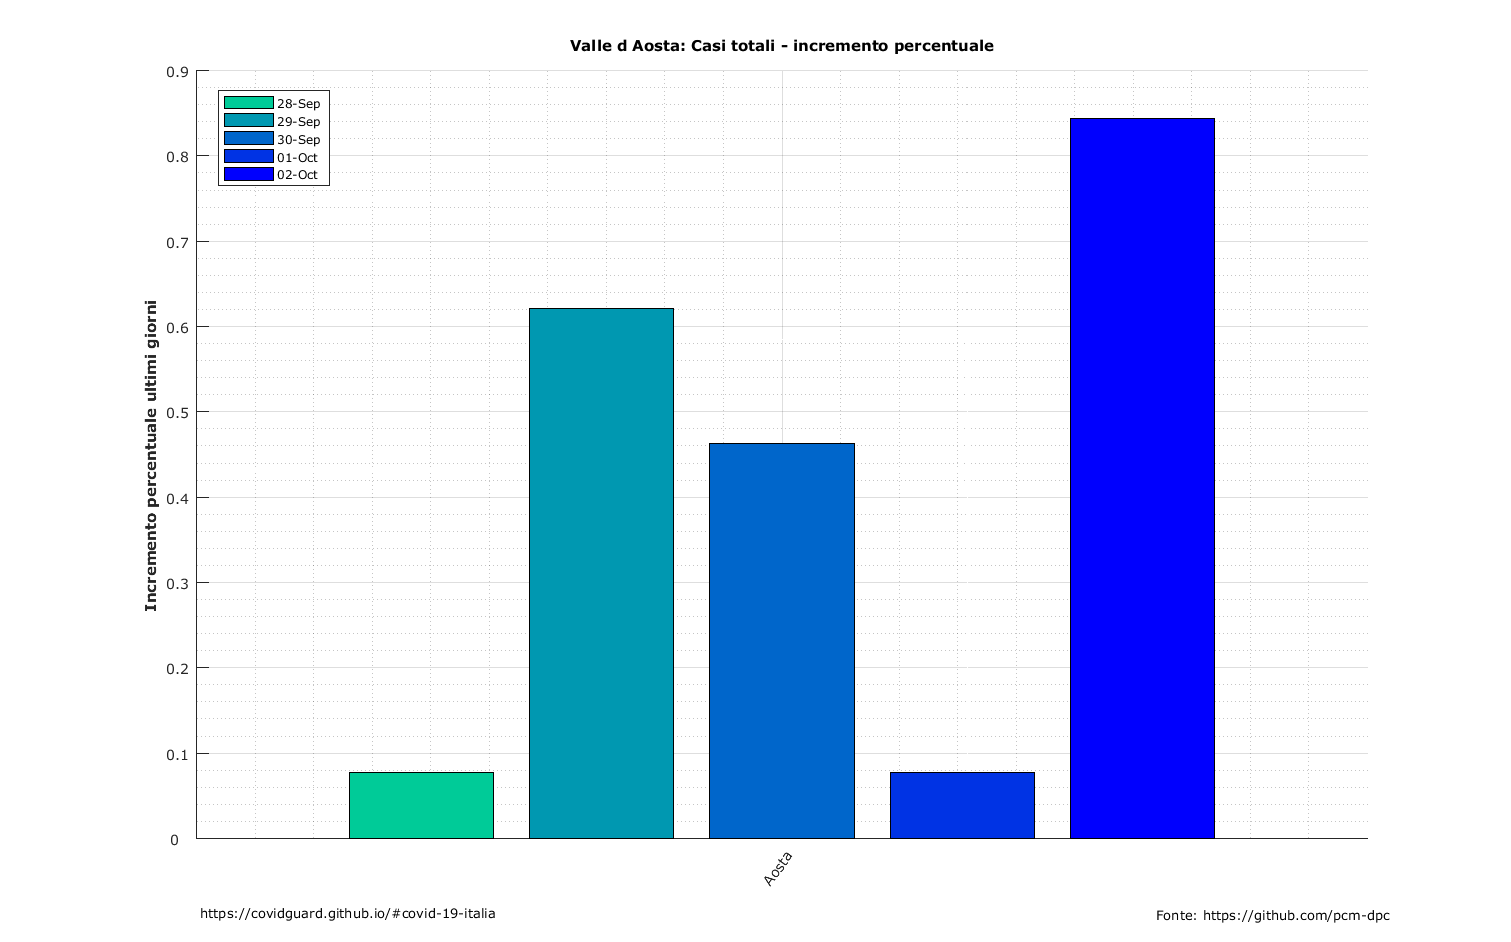 Valle d Aosta: Casi totali - incremento percentuale
0.9
0.8
0.7
0.6
0.5
0.4
0.3
0.2
0.1
0
Incremento percentuale ultimi giorni
28-Sep
29-Sep
30-Sep
01-Oct
02-Oct
Aosta
https://covidguard.github.io/#covid-19-italia
Fonte: https://github.com/pcm-dpc